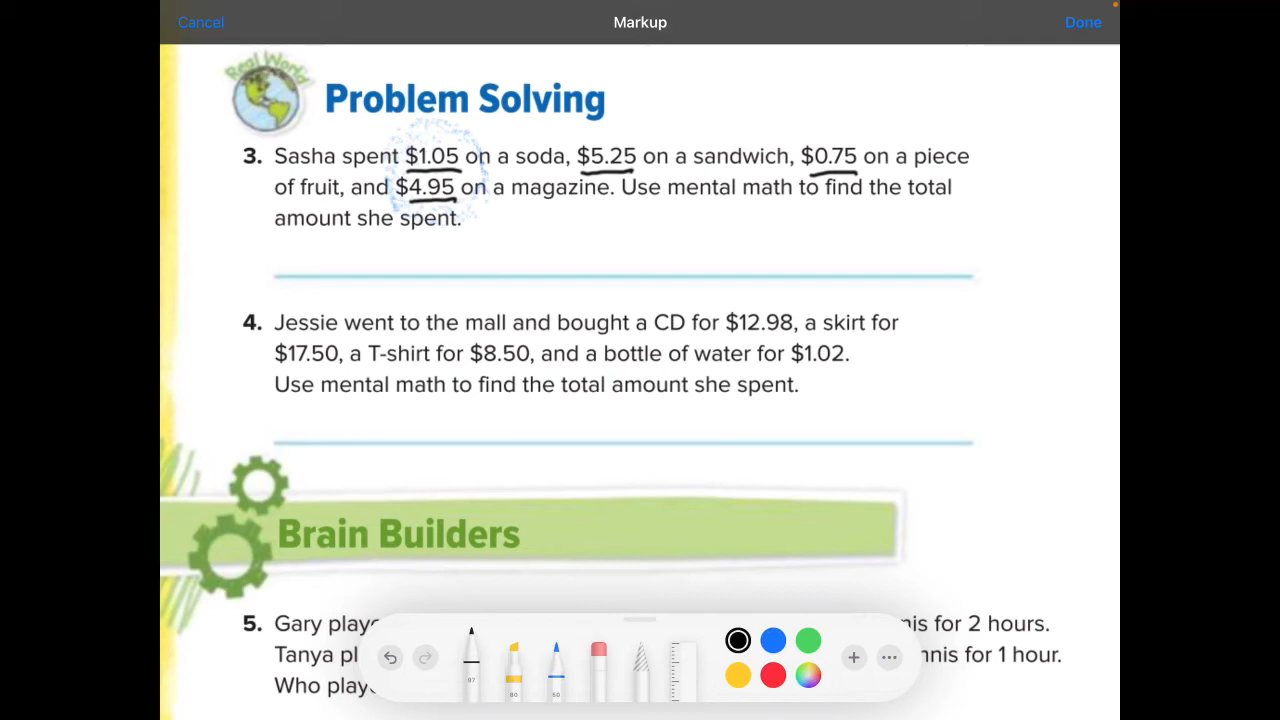 Cancel
Markup
Done
Real World
Problem Solving
3. Sasha spent $1.05 on a soda, $5.25 on a sandwich, $0.75 on a piece
of fruit, and $4.95 on a magazine. Use mental math to find the total
amount she spent.
4. Jessie went to the mall and bought a CD for $12.98, a skirt for
$17.50, a T-shirt for $8.50, and a bottle of water for $1.02.
Use mental math to find the total amount she spent.
Brain Builders
5. Gary nis for 2 hours.
Tanya nnis for 1 hour.
Who
97
80
50